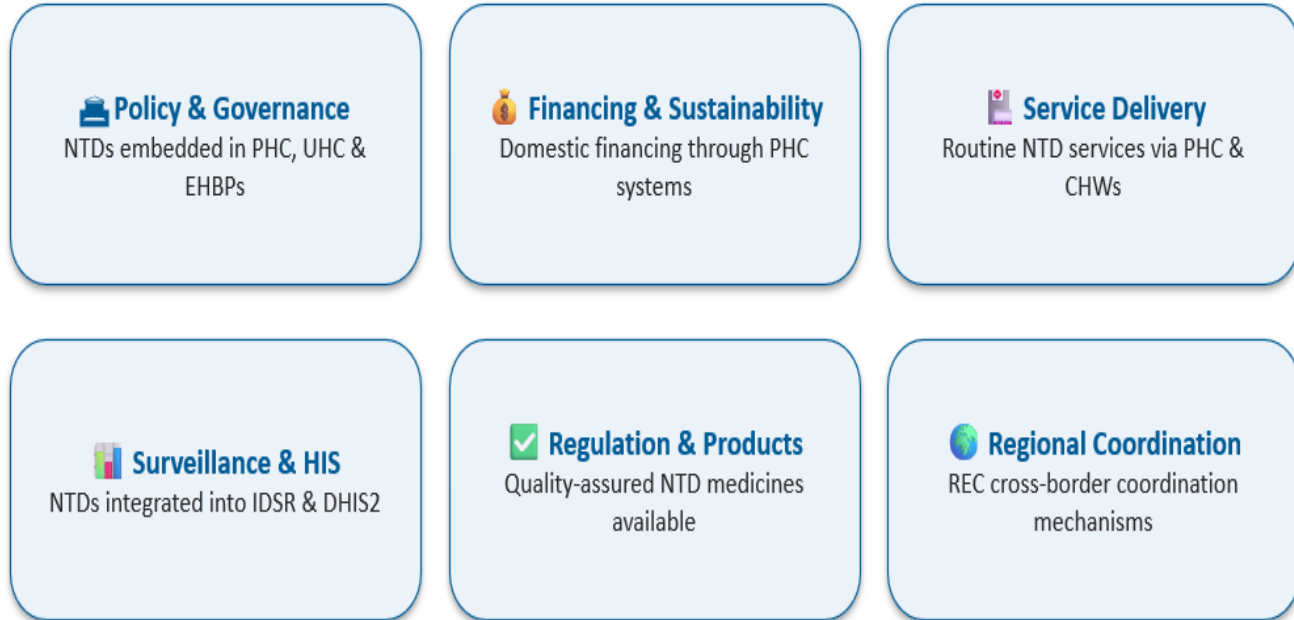 Policy & Governance
NTDs embedded in PHC, UHC &
EHBPs
Financing & Sustainability
Domestic financing through PHC
systems
Service Delivery
Routine NTD services via PHC &
CHWs
Surveillance & HIS
NTDs integrated into IDSR & DHIS2
Regulation & Products
Quality-assured NTD medicines
available
Regional Coordination
REC cross-border coordination
mechanisms